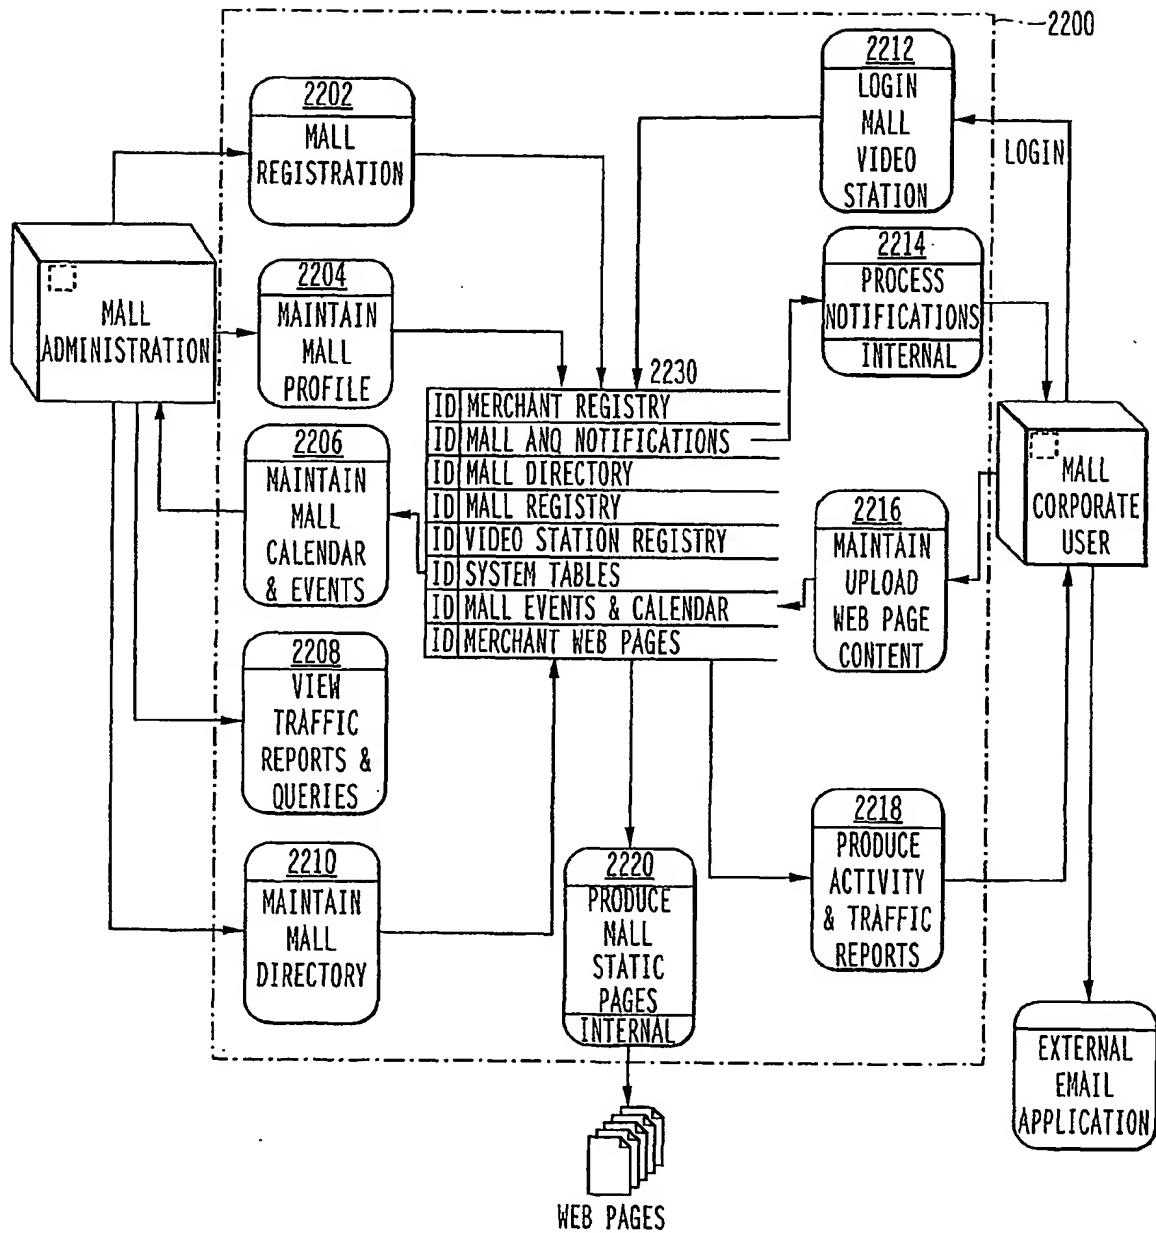 2200
2202
MALL
REGISTRATION
2212
LOGIN
MALL
VIDEO
STATION
LOGIN
MALL
ADMINISTRATION
2204
MAINTAIN
MALL
PROFILE
2214
PROCESS
NOTIFICATIONS
INTERNAL
2230
ID MERCHANT REGISTRY
ID MALL ANQ NOTIFICATIONS
ID MALL DIRECTORY
ID MALL REGISTRY
ID VIDEO STATION REGISTRY
ID SYSTEM TABLES
ID MALL EVENTS & CALENDAR
ID MERCHANT WEB PAGES
MALL
CORPORATE
USER
2206
MAINTAIN
MALL
CALENDAR
& EVENTS
2216
MAINTAIN
UPLOAD
WEB PAGE
CONTENT
2208
VIEW
TRAFFIC
REPORTS &
QUERIES
2218
PRODUCE
ACTIVITY
& TRAFFIC
REPORTS
2210
MAINTAIN
MALL
DIRECTORY
2220
PRODUCE
MALL
STATIC
PAGES
INTERNAL
EXTERNAL
EMAIL
APPLICATION
WEB PAGES